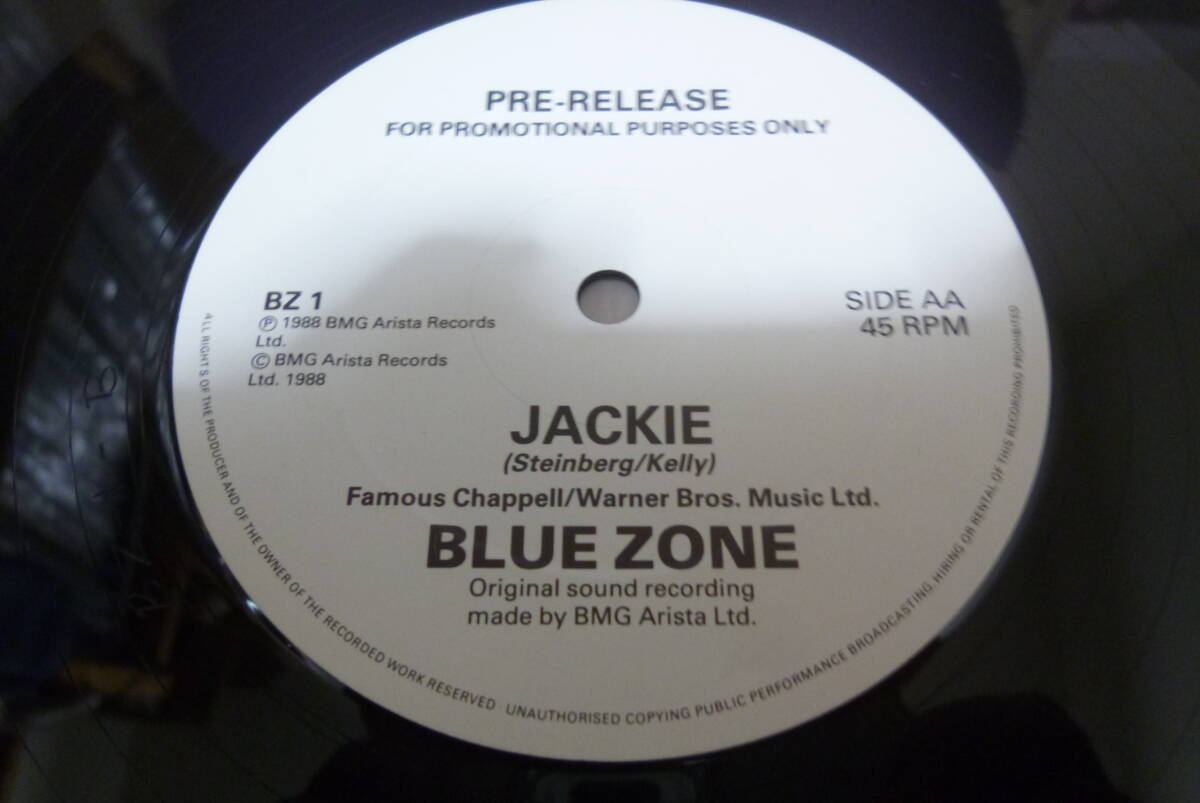 PRE-RELEASE
FOR PROMOTIONAL PURPOSES ONLY
BZ 1
Ⓟ 1988 BMG Arista Records
Ltd.
© BMG Arista Records
Ltd. 1988
SIDE AA
45 RPM
JACKIE
(Steinberg/Kelly)
Famous Chappell/Warner Bros. Music Ltd.
BLUE ZONE
Original sound recording
made by BMG Arista Ltd.
ALL RIGHTS OF THE PRODUCER AND OF THE OWNER OF THE RECORDED WORK RESERVED · UNAUTHORISED COPYING PUBLIC PERFORMANCE BROADCASTING, HIRING OR RENTAL OF THIS RECORDING PROHIBITED